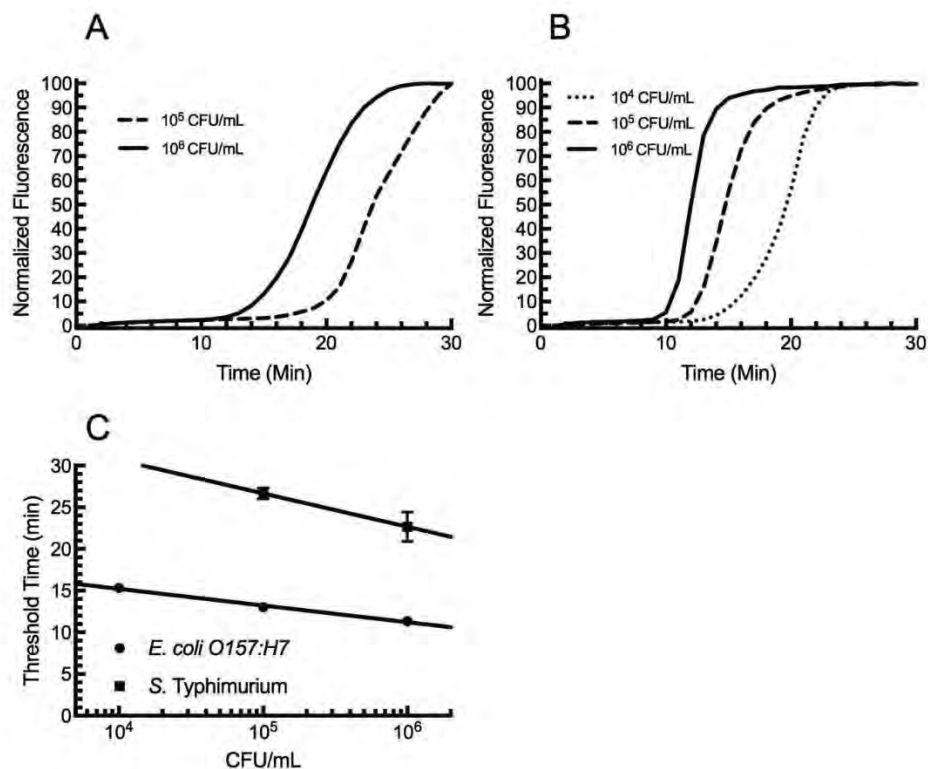 A
B
100
90
80
70
60
50
40
30
20
10
0
Normalized Fluorescence
10⁵ CFU/mL
10⁶ CFU/mL
0
10
20
30
Time (Min)
100
90
80
70
60
50
40
30
20
10
0
Normalized Fluorescence
10⁴ CFU/mL
10⁵ CFU/mL
10⁶ CFU/mL
0
10
20
30
Time (Min)
C
30
25
20
15
10
5
0
Threshold Time (min)
E. coli O157:H7
S. Typhimurium
10⁴
10⁵
10⁶
CFU/mL